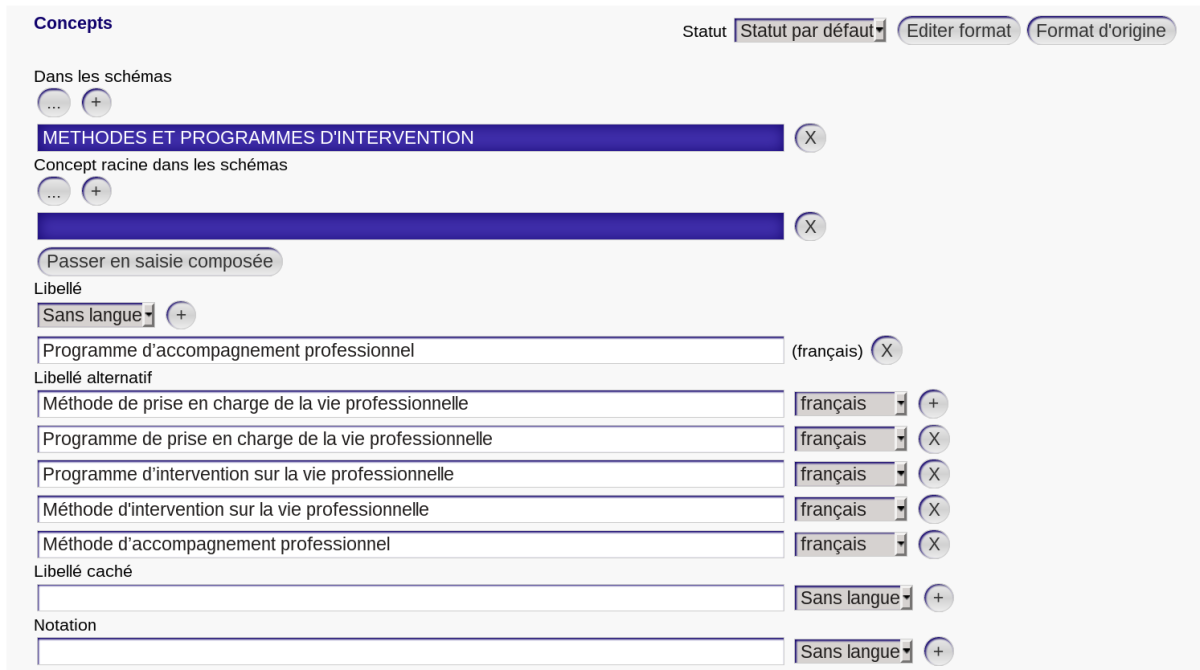 Concepts
Statut Statut par défaut Editer format Format d'origine
Dans les schémas
... +
METHODES ET PROGRAMMES D'INTERVENTION X
Concept racine dans les schémas
... +
X
Passer en saisie composée
Libellé
Sans langue +
Programme d’accompagnement professionnel (français) X
Libellé alternatif
Méthode de prise en charge de la vie professionnelle français +
Programme de prise en charge de la vie professionnelle français X
Programme d’intervention sur la vie professionnelle français X
Méthode d'intervention sur la vie professionnelle français X
Méthode d’accompagnement professionnel français X
Libellé caché
Sans langue +
Notation
Sans langue +